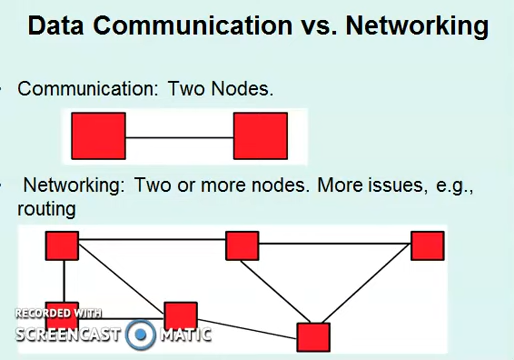 Data Communication vs. Networking
Communication: Two Nodes.
Networking: Two or more nodes. More issues, e.g.,
routing
RECORDED WITH
SCREENCAST MATIC